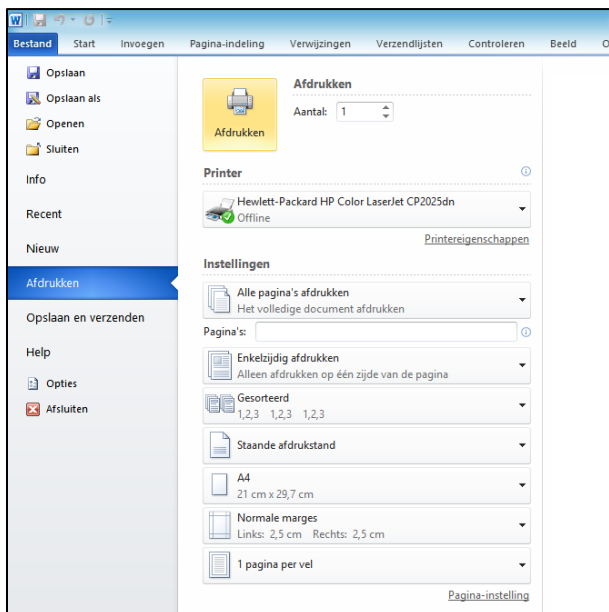 Bestand Start Invoegen Pagina-indeling Verwijzingen Verzendlijsten Controleren Beeld
Opslaan
Opslaan als
Openen
Sluiten
Info
Recent
Nieuw
Afdrukken
Opslaan en verzenden
Help
Opties
Afsluiten
Afdrukken
Afdrukken
Aantal: 1
Printer
Hewlett-Packard HP Color LaserJet CP2025dn
Offline
Printereigenschappen
Instellingen
Alle pagina's afdrukken
Het volledige document afdrukken
Pagina's:
Enkelzijdig afdrukken
Alleen afdrukken op één zijde van de pagina
Gesorteerd
1,2,3 1,2,3 1,2,3
Staande afdrukstand
A4
21 cm x 29,7 cm
Normale marges
Links: 2,5 cm Rechts: 2,5 cm
1 pagina per vel
Pagina-instelling